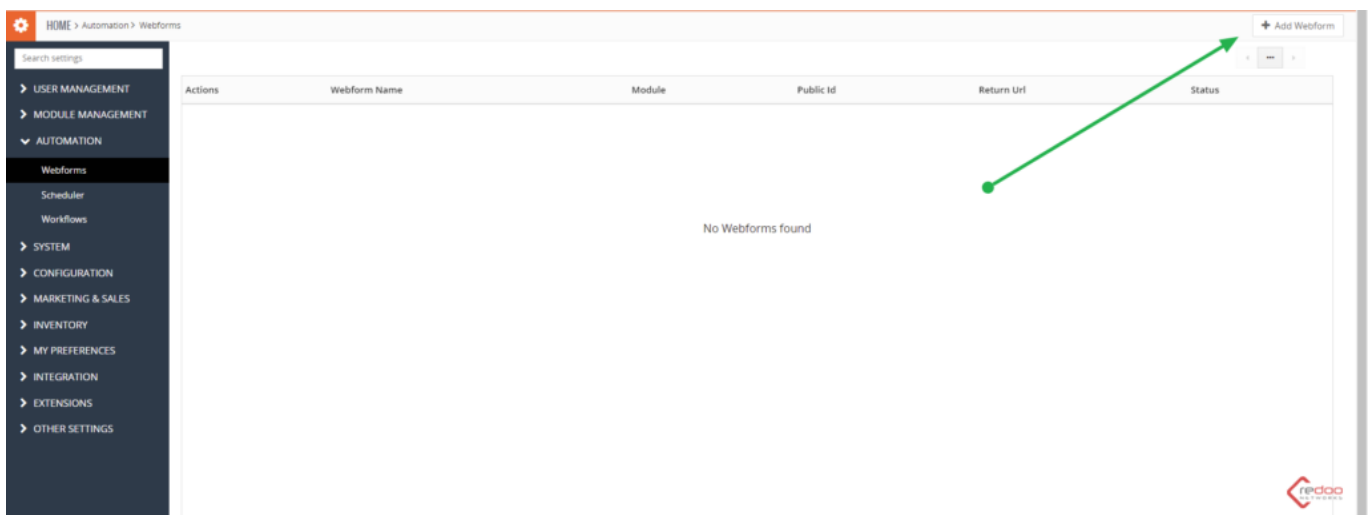 HOME > Automation > Webforms
+ Add Webform
Search settings
USER MANAGEMENT
MODULE MANAGEMENT
AUTOMATION
Webforms
Scheduler
Workflows
SYSTEM
CONFIGURATION
MARKETING & SALES
INVENTORY
MY PREFERENCES
INTEGRATION
EXTENSIONS
OTHER SETTINGS
Actions Webform Name Module Public Id Return Url Status
No Webforms found
redoo
NETWORKS